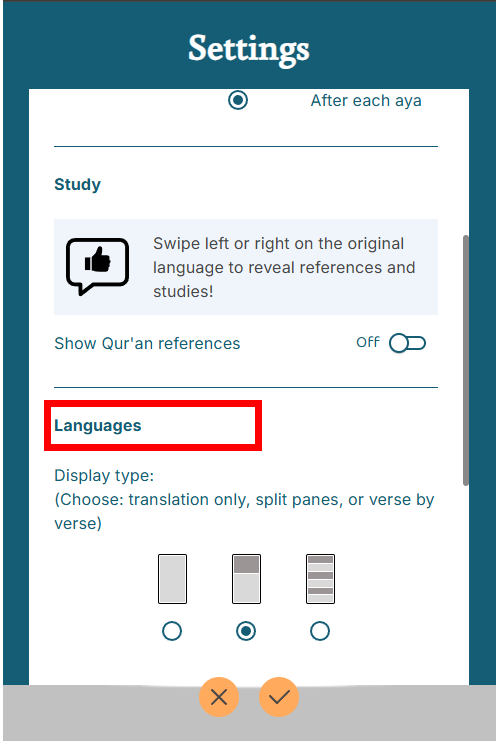 Settings
After each aya
Study
Swipe left or right on the original
language to reveal references and
studies!
Show Qur'an references
Off
Languages
Display type:
(Choose: translation only, split panes, or verse by
verse)